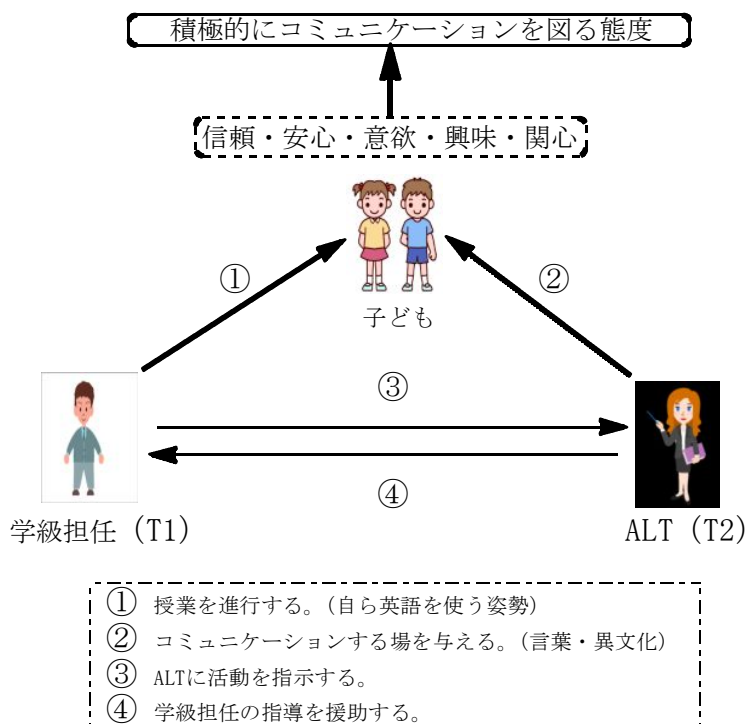 積極的にコミュニケーションを図る態度
信頼・安心・意欲・興味・関心
①
②
子ども
③
④
学級担任（T1）
ALT（T2）
① 授業を進行する。（自ら英語を使う姿勢）
② コミュニケーションする場を与える。（言葉・異文化）
③ ALTに活動を指示する。
④ 学級担任の指導を援助する。